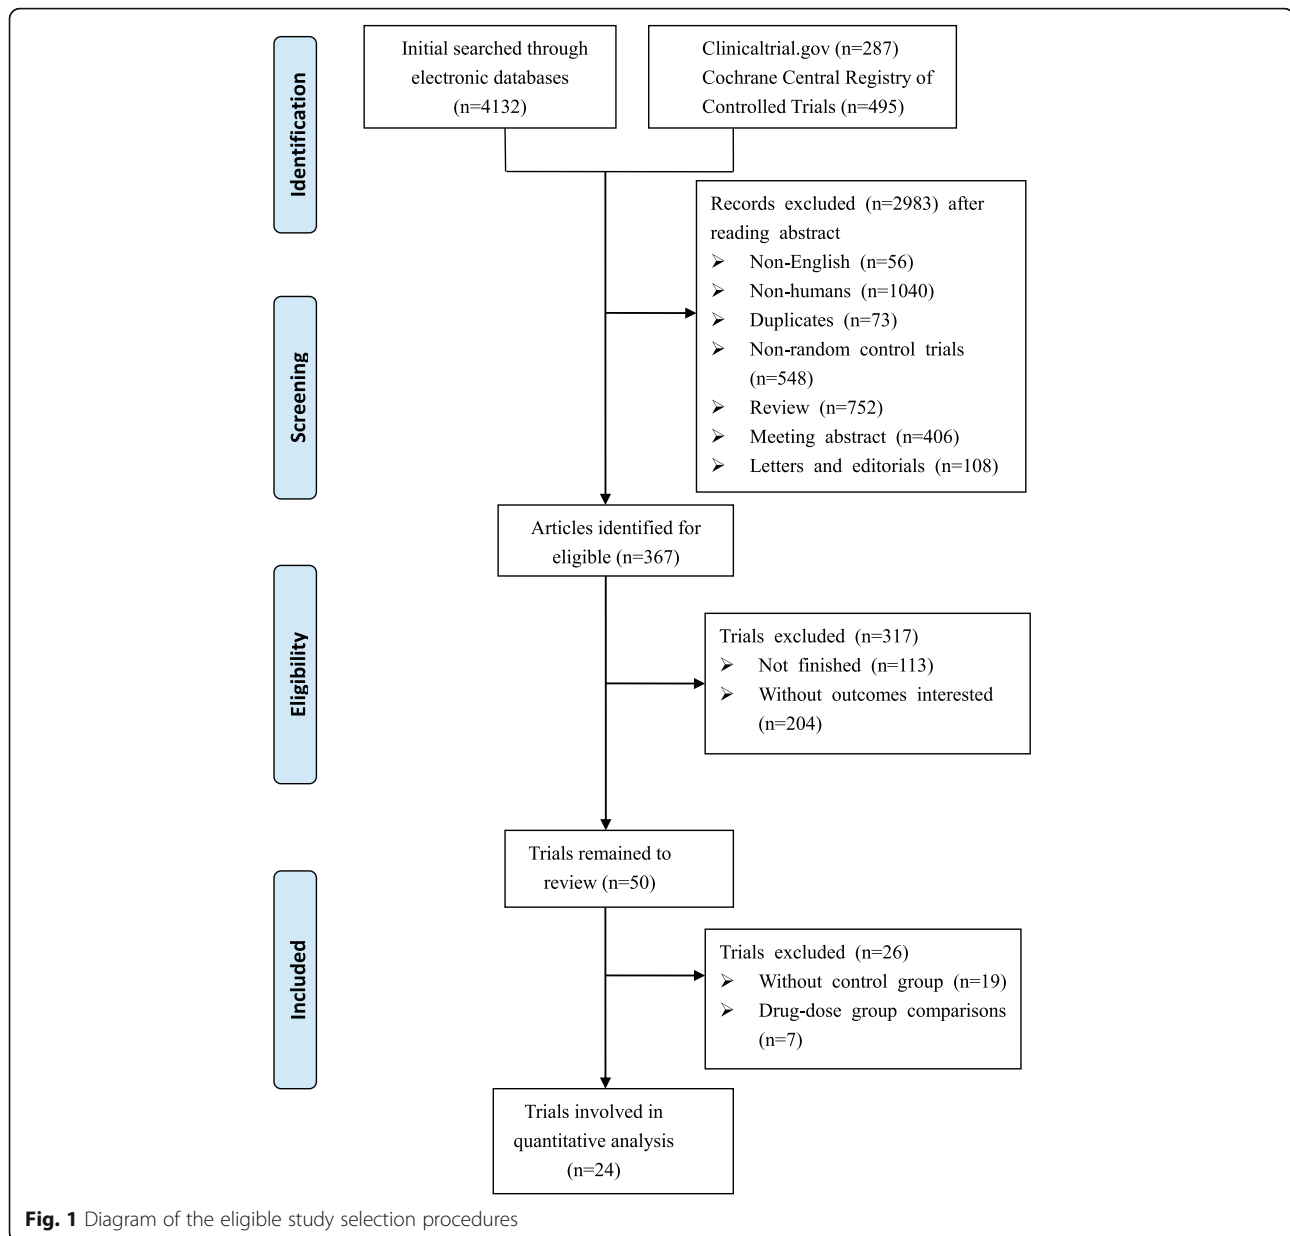 Identification
Initial searched through
electronic databases
(n=4132)
Clinicaltrial.gov (n=287)
Cochrane Central Registry of
Controlled Trials (n=495)
Records excluded (n=2983) after
reading abstract
➢ Non-English (n=56)
➢ Non-humans (n=1040)
➢ Duplicates (n=73)
➢ Non-random control trials
(n=548)
➢ Review (n=752)
➢ Meeting abstract (n=406)
➢ Letters and editorials (n=108)
Screening
Articles identified for
eligible (n=367)
Eligibility
Trials excluded (n=317)
➢ Not finished (n=113)
➢ Without outcomes interested
(n=204)
Trials remained to
review (n=50)
Included
Trials excluded (n=26)
➢ Without control group (n=19)
➢ Drug-dose group comparisons
(n=7)
Trials involved in
quantitative analysis
(n=24)
Fig. 1 Diagram of the eligible study selection procedures